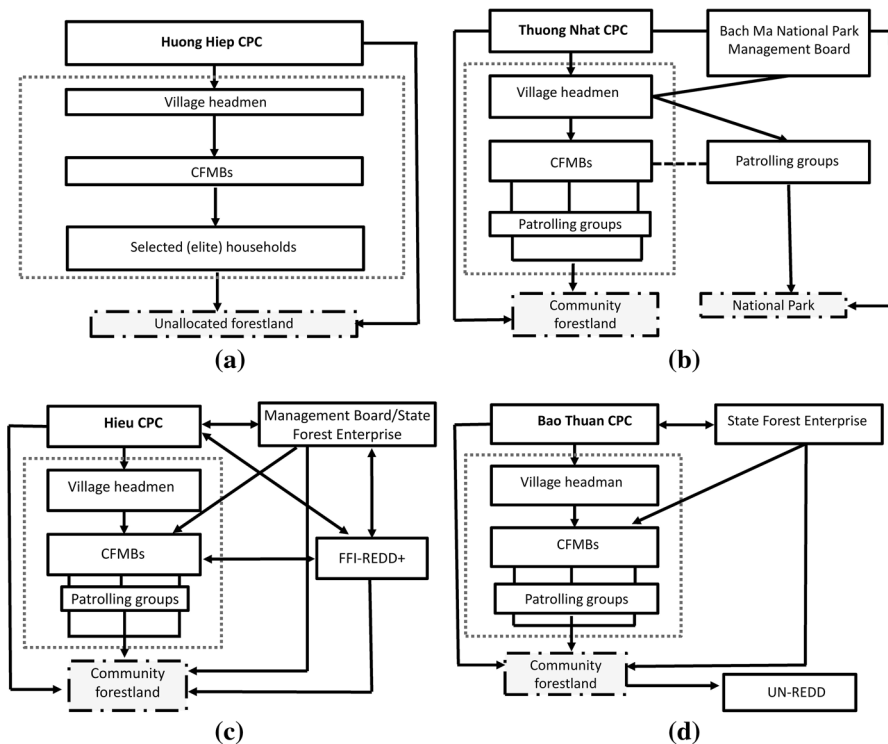 Huong Hiep CPC
Village headmen
CFMBs
Selected (elite) households
Unallocated forestland
(a)
Thuong Nhat CPC
Bach Ma National Park
Management Board
Village headmen
CFMBs
Patrolling groups
Patrolling groups
Community
forestland
National Park
(b)
Hieu CPC
Management Board/State
Forest Enterprise
Village headmen
CFMBs
FFI-REDD+
Patrolling groups
Community
forestland
(c)
Bao Thuan CPC
State Forest Enterprise
Village headman
CFMBs
Patrolling groups
Community
forestland
UN-REDD
(d)